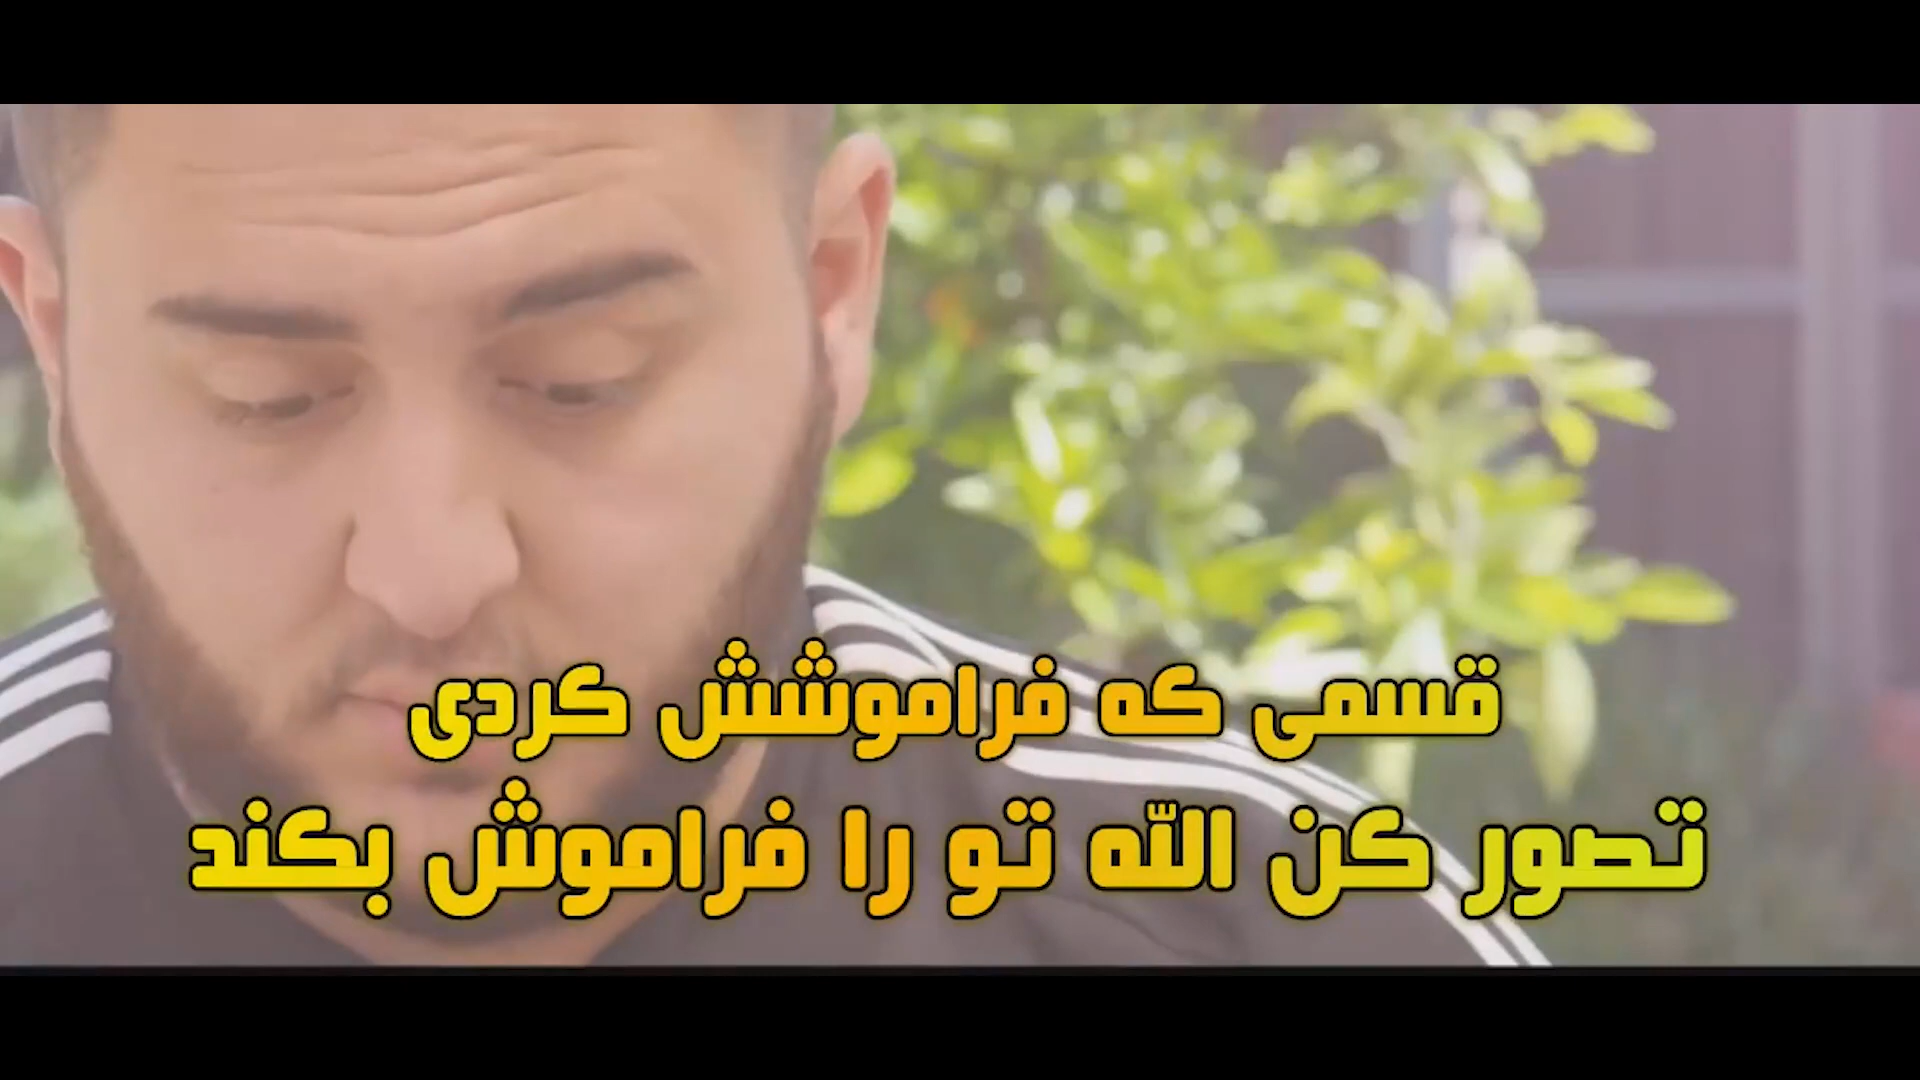 قسمی که فراموشش کردی
تصور کن الله تو را فراموش بکند